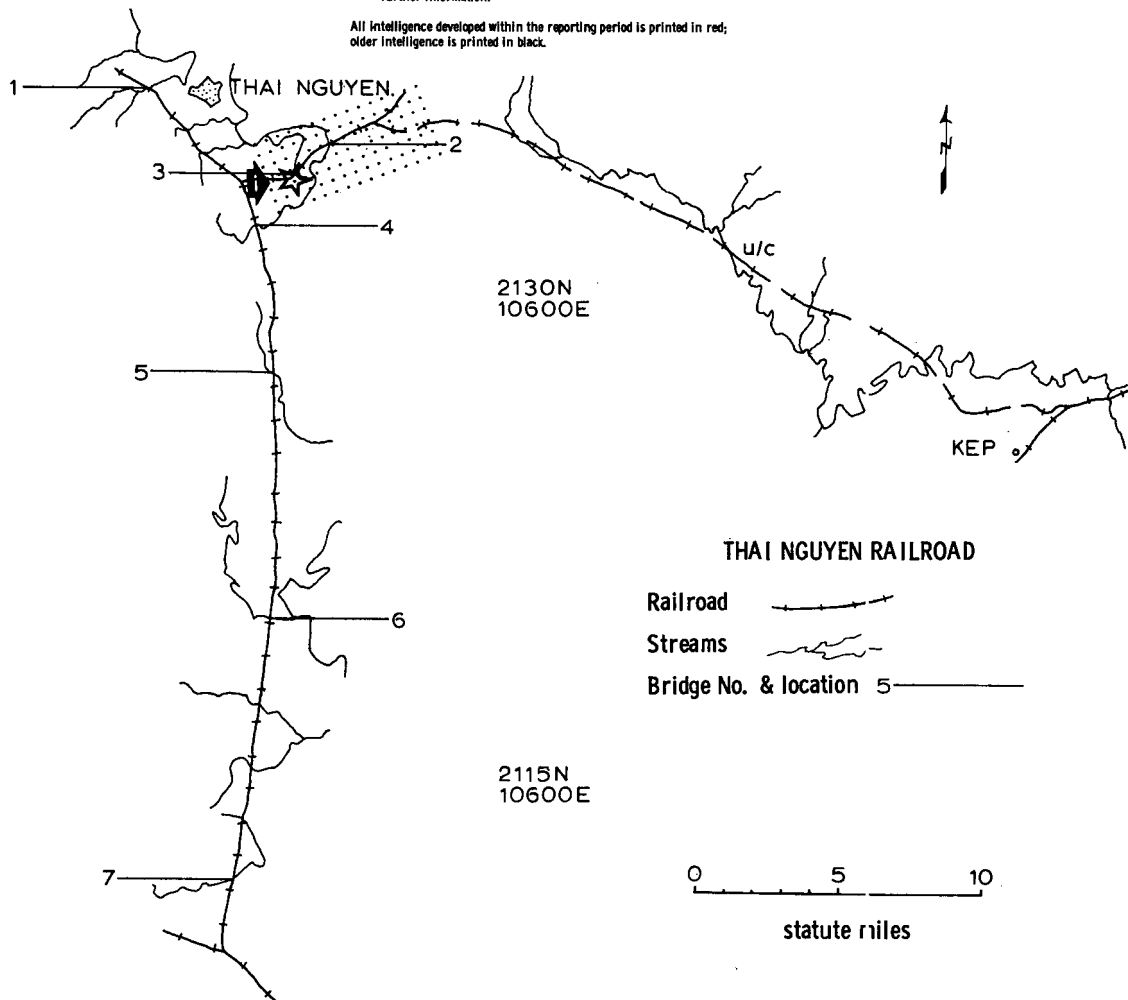 further information.
All intelligence developed within the reporting period is printed in red;
older intelligence is printed in black.
1
THAI NGUYEN
2
N
3
4
u/c
2130N
10600E
5
KEP
THAI NGUYEN RAILROAD
Railroad
Streams
Bridge No. & location 5
6
2115N
10600E
7
0 5 10
statute miles